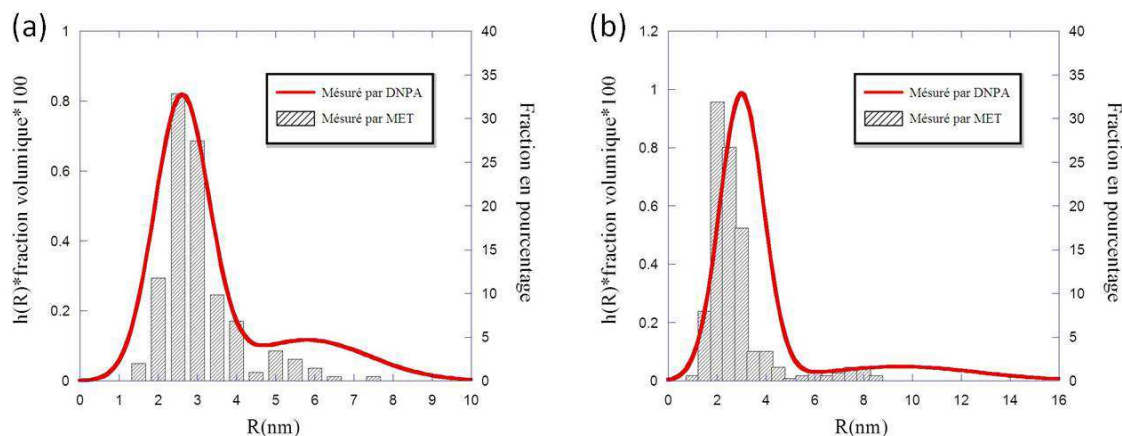 (a)
h(R)*fraction volumique*100
1
0.8
0.6
0.4
0.2
0
40
35
30
25
20
15
10
5
0
Fraction en pourcentage
Mésuré par DNPA
Mésuré par MET
0 1 2 3 4 5 6 7 8 9 10
R(nm)
(b)
h(R)*fraction volumique*100
1.2
1
0.8
0.6
0.4
0.2
0
40
35
30
25
20
15
10
5
0
Fraction en pourcentage
Mésuré par DNPA
Mésuré par MET
0 2 4 6 8 10 12 14 16
R(nm)